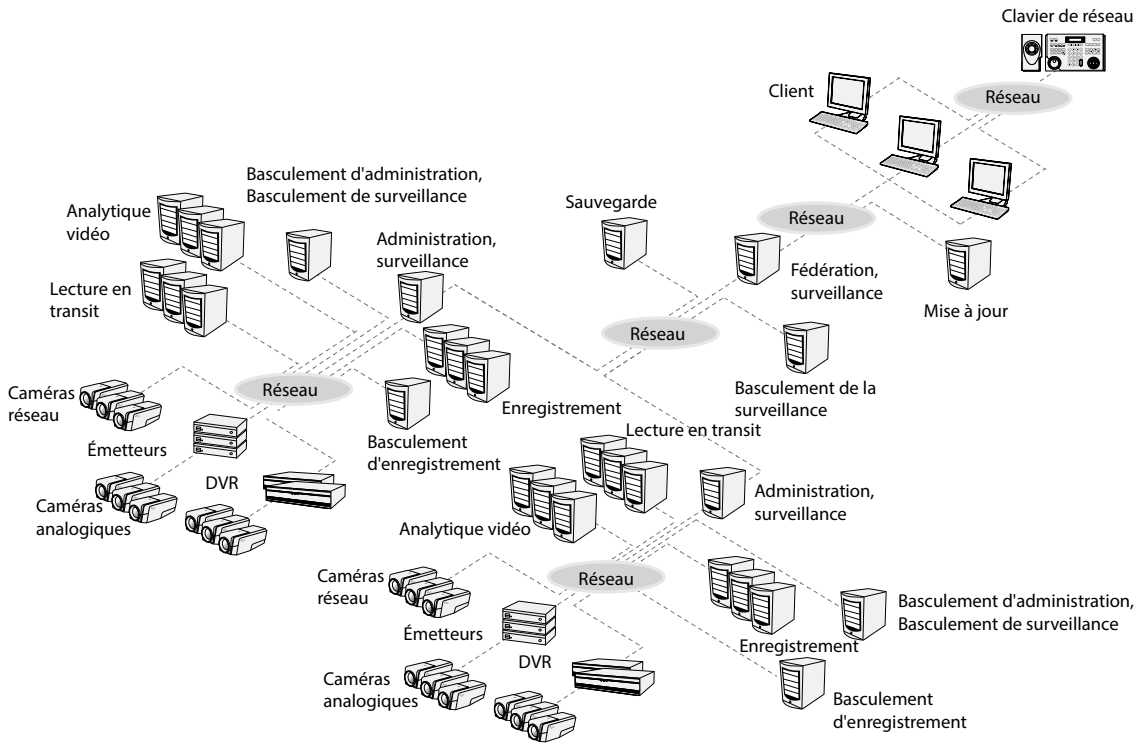 Clavier de réseau
Réseau
Client
Basculement d'administration,
Basculement de surveillance
Sauvegarde
Analytique
vidéo
Réseau
Administration,
surveillance
Fédération,
surveillance
Lecture en
transit
Mise à jour
Réseau
Réseau
Caméras
réseau
Basculement de la
surveillance
Enregistrement
Lecture en transit
Basculement
d'enregistrement
Émetteurs
DVR
Caméras
analogiques
Administration,
surveillance
Analytique vidéo
Réseau
Caméras
réseau
Basculement d'administration,
Basculement de surveillance
Émetteurs
Enregistrement
DVR
Caméras
analogiques
Basculement
d'enregistrement